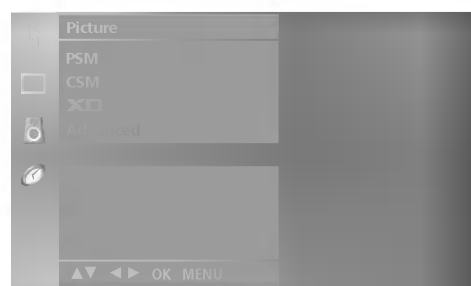 Picture
PSM
CSM
XD
Advanced
▲▼ ◀▶ OK MENU